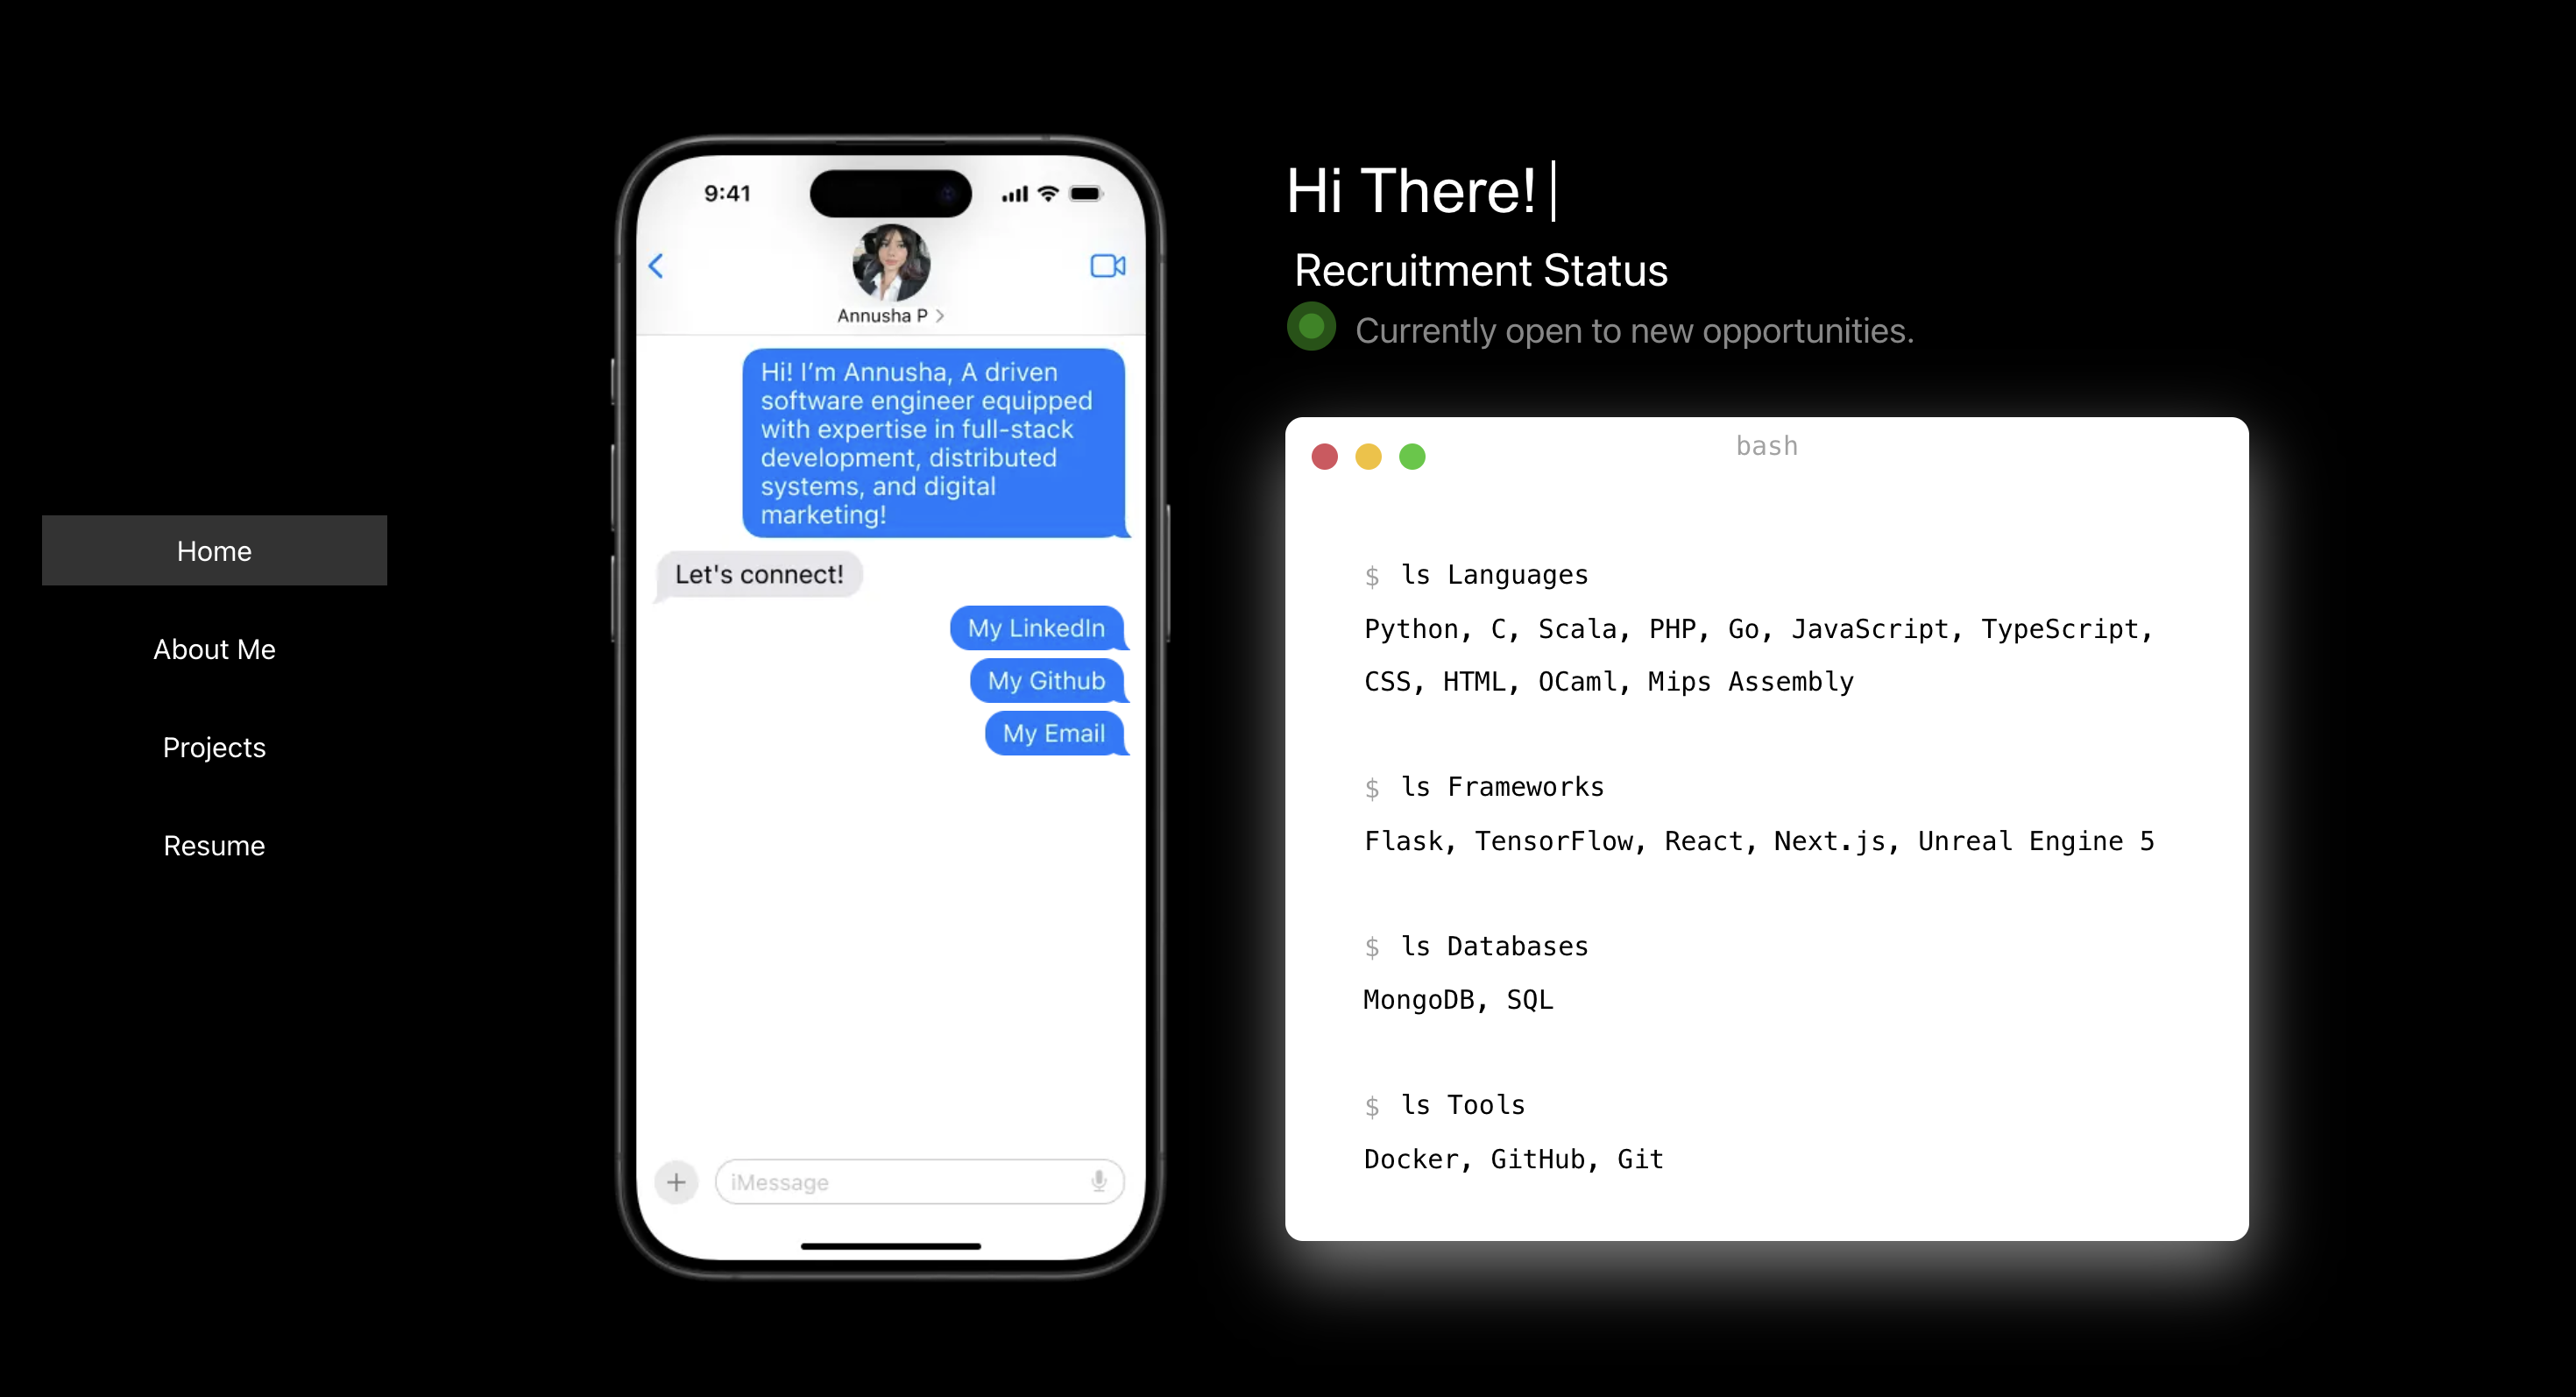 Home
About Me
Projects
Resume
9:41
Annusha P
Hi! I’m Annusha, A driven
software engineer equipped
with expertise in full-stack
development, distributed
systems, and digital
marketing!
Let's connect!
My LinkedIn
My Github
My Email
iMessage
Hi There!
Recruitment Status
Currently open to new opportunities.
bash
$ ls Languages
Python, C, Scala, PHP, Go, JavaScript, TypeScript,
CSS, HTML, OCaml, Mips Assembly
$ ls Frameworks
Flask, TensorFlow, React, Next.js, Unreal Engine 5
$ ls Databases
MongoDB, SQL
$ ls Tools
Docker, GitHub, Git